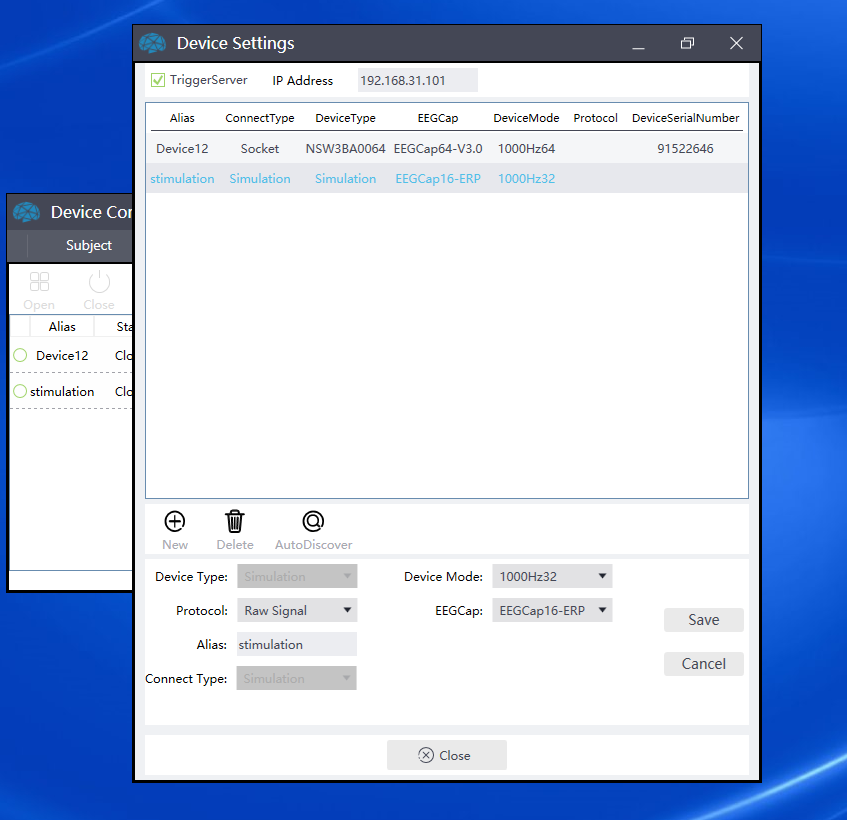 Device Settings
TriggerServer IP Address 192.168.31.101
Alias ConnectType DeviceType EEGCap DeviceMode Protocol DeviceSerialNumber
Device12 Socket NSW3BA0064 EEGCap64-V3.0 1000Hz64 91522646
stimulation Simulation Simulation EEGCap16-ERP 1000Hz32
New Delete AutoDiscover
Device Type: Simulation Device Mode: 1000Hz32
Protocol: Raw Signal EEGCap: EEGCap16-ERP
Alias: stimulation
Connect Type: Simulation
Save
Cancel
Close
Device Cor
Subject
Open Close
Alias Sta
Device12 Clo
stimulation Clo